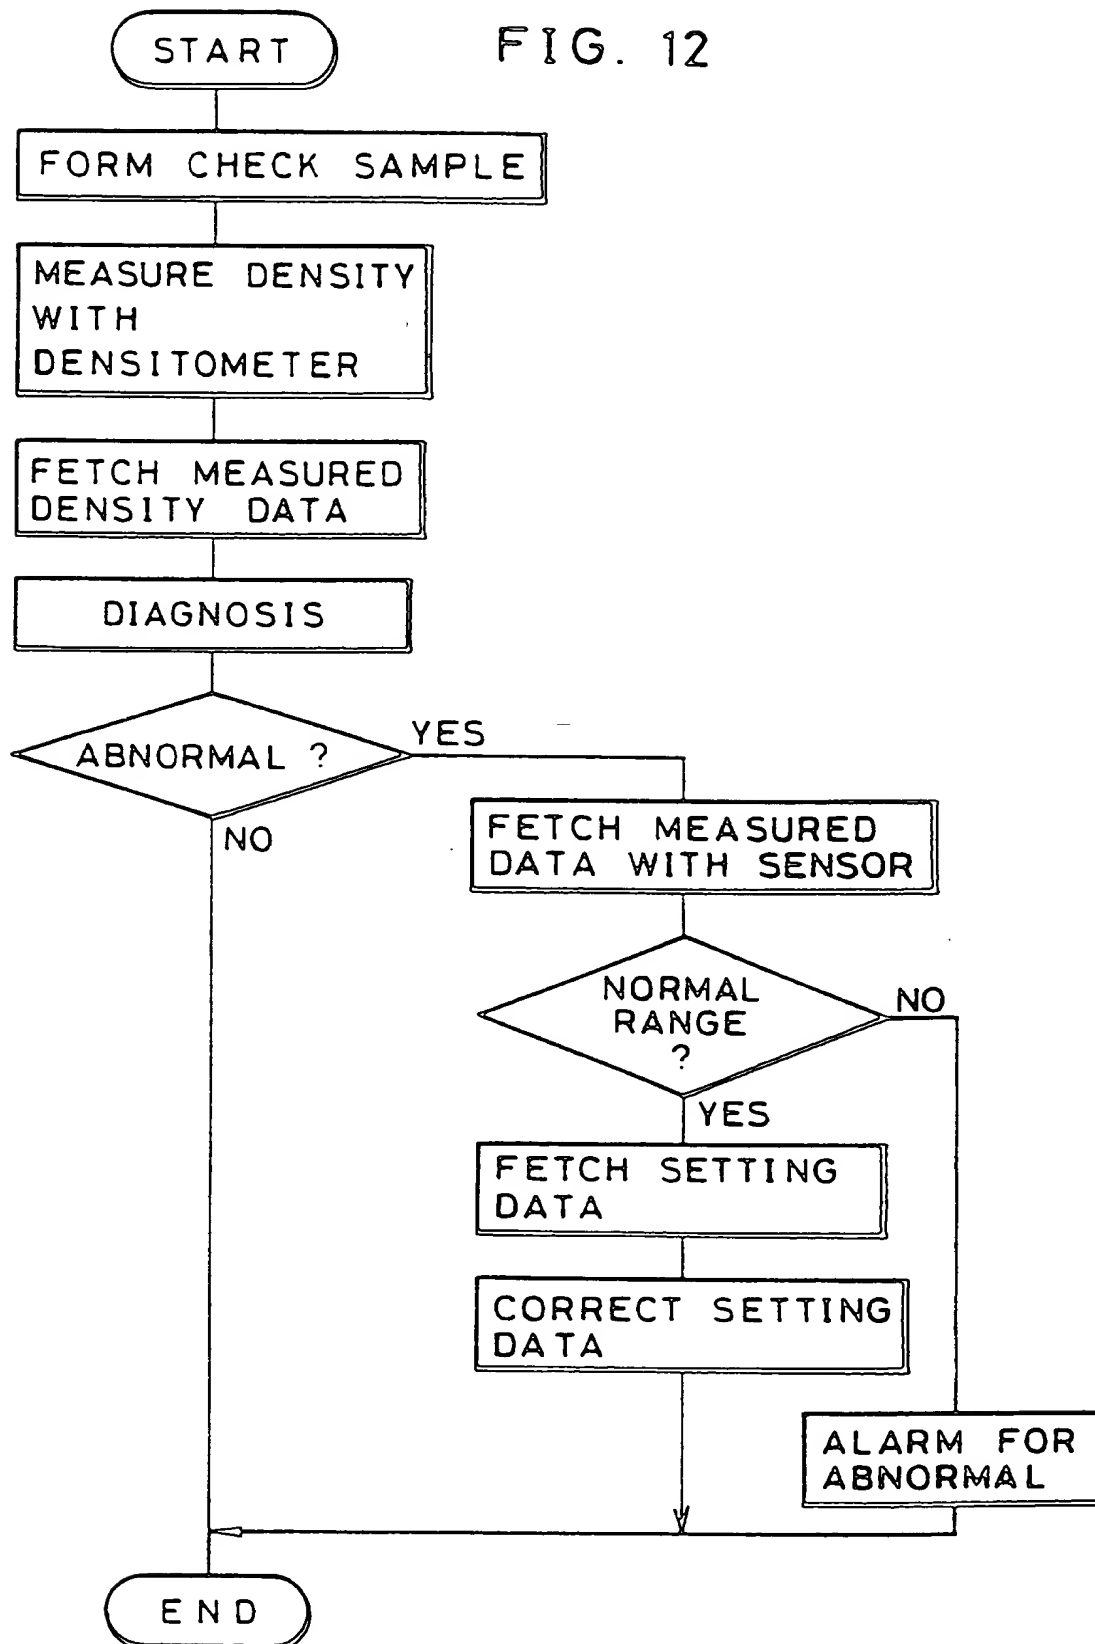 START
FIG. 12
FORM CHECK SAMPLE
MEASURE DENSITY
WITH
DENSITOMETER
FETCH MEASURED
DENSITY DATA
DIAGNOSIS
ABNORMAL ?
YES
NO
FETCH MEASURED
DATA WITH SENSOR
NORMAL
RANGE
?
NO
YES
FETCH SETTING
DATA
CORRECT SETTING
DATA
ALARM FOR
ABNORMAL
END